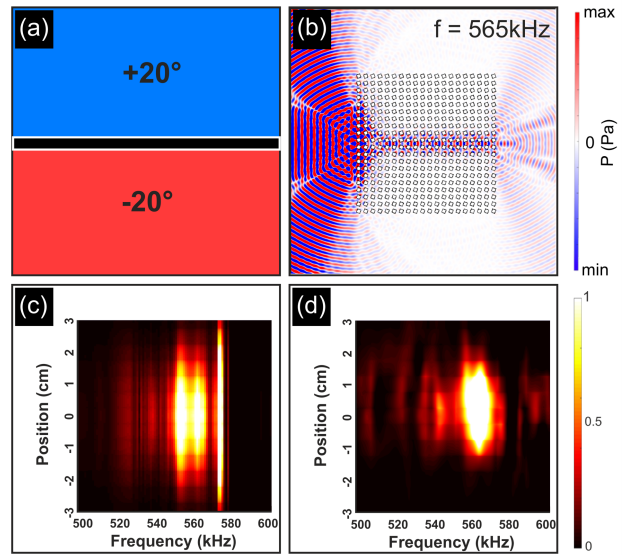 (a)
+20°
-20°
(b)
f = 565kHz
max
0
P (Pa)
min
(c)
3
2
1
0
-1
-2
-3
Position (cm)
500 520 540 560 580 600
Frequency (kHz)
(d)
3
2
1
0
-1
-2
-3
Position (cm)
500 520 540 560 580 600
Frequency (kHz)
1
0.5
0